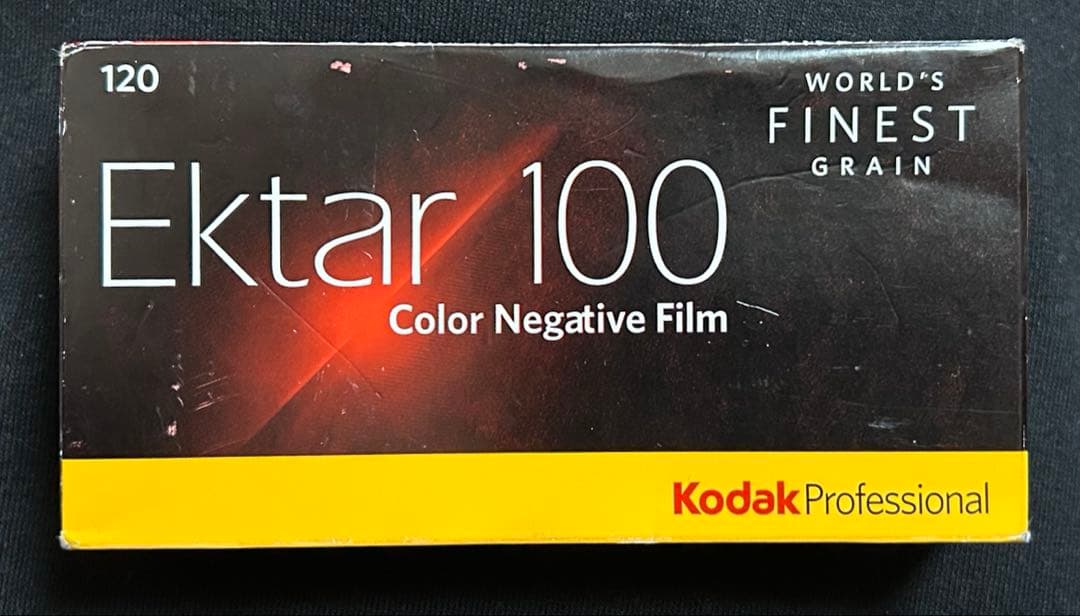 120
WORLD'S
FINEST
GRAIN
Ektar 100
Color Negative Film
Kodak Professional